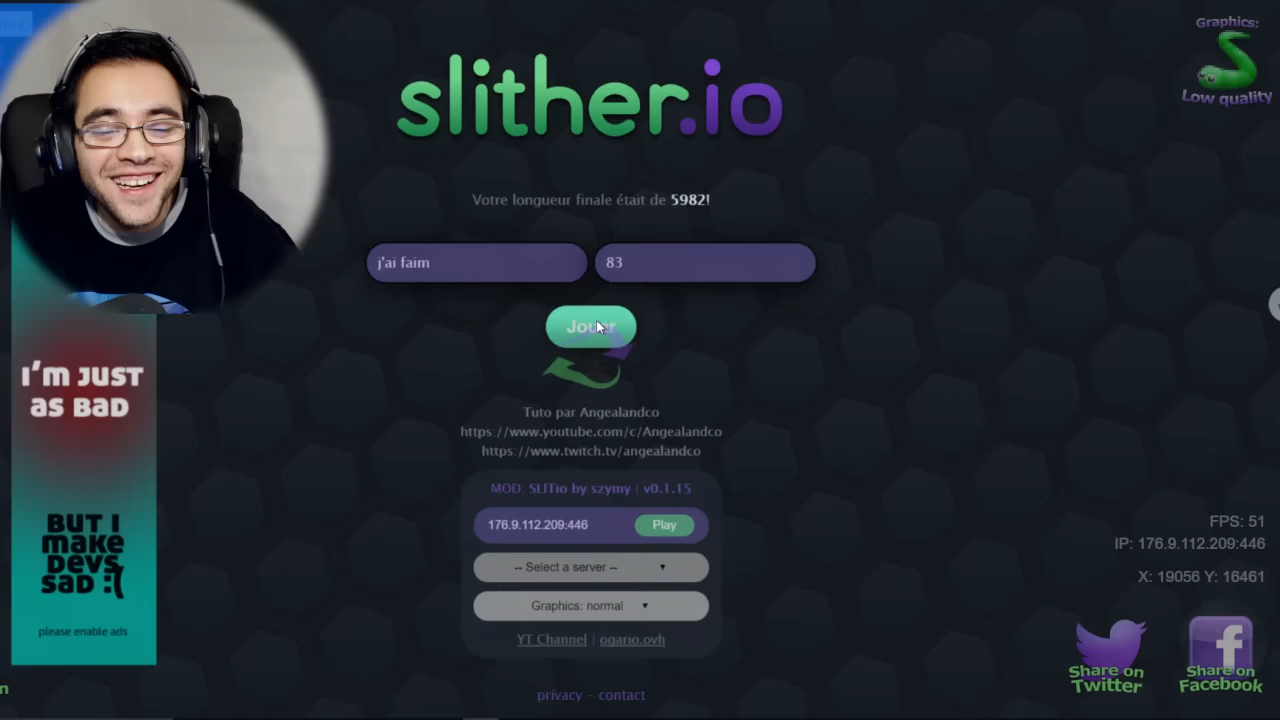 Graphics:
Low quality
slither.io
Votre longueur finale était de 5982!
j'ai faim
83
Jouer
I'm just
as bad
Tuto par Angealandco
https://www.youtube.com/c/Angealandco
https://www.twitch.tv/angealandco
MOD: SLITio by szymy | v0.1.15
176.9.112.209:446
Play
-- Select a server --
Graphics: normal
YT Channel | ogario.ovh
but i
make
devs
sad :(
please enable ads
FPS: 51
IP: 176.9.112.209:446
X: 19056 Y: 16461
Share on
Twitter
Share on
Facebook
privacy - contact